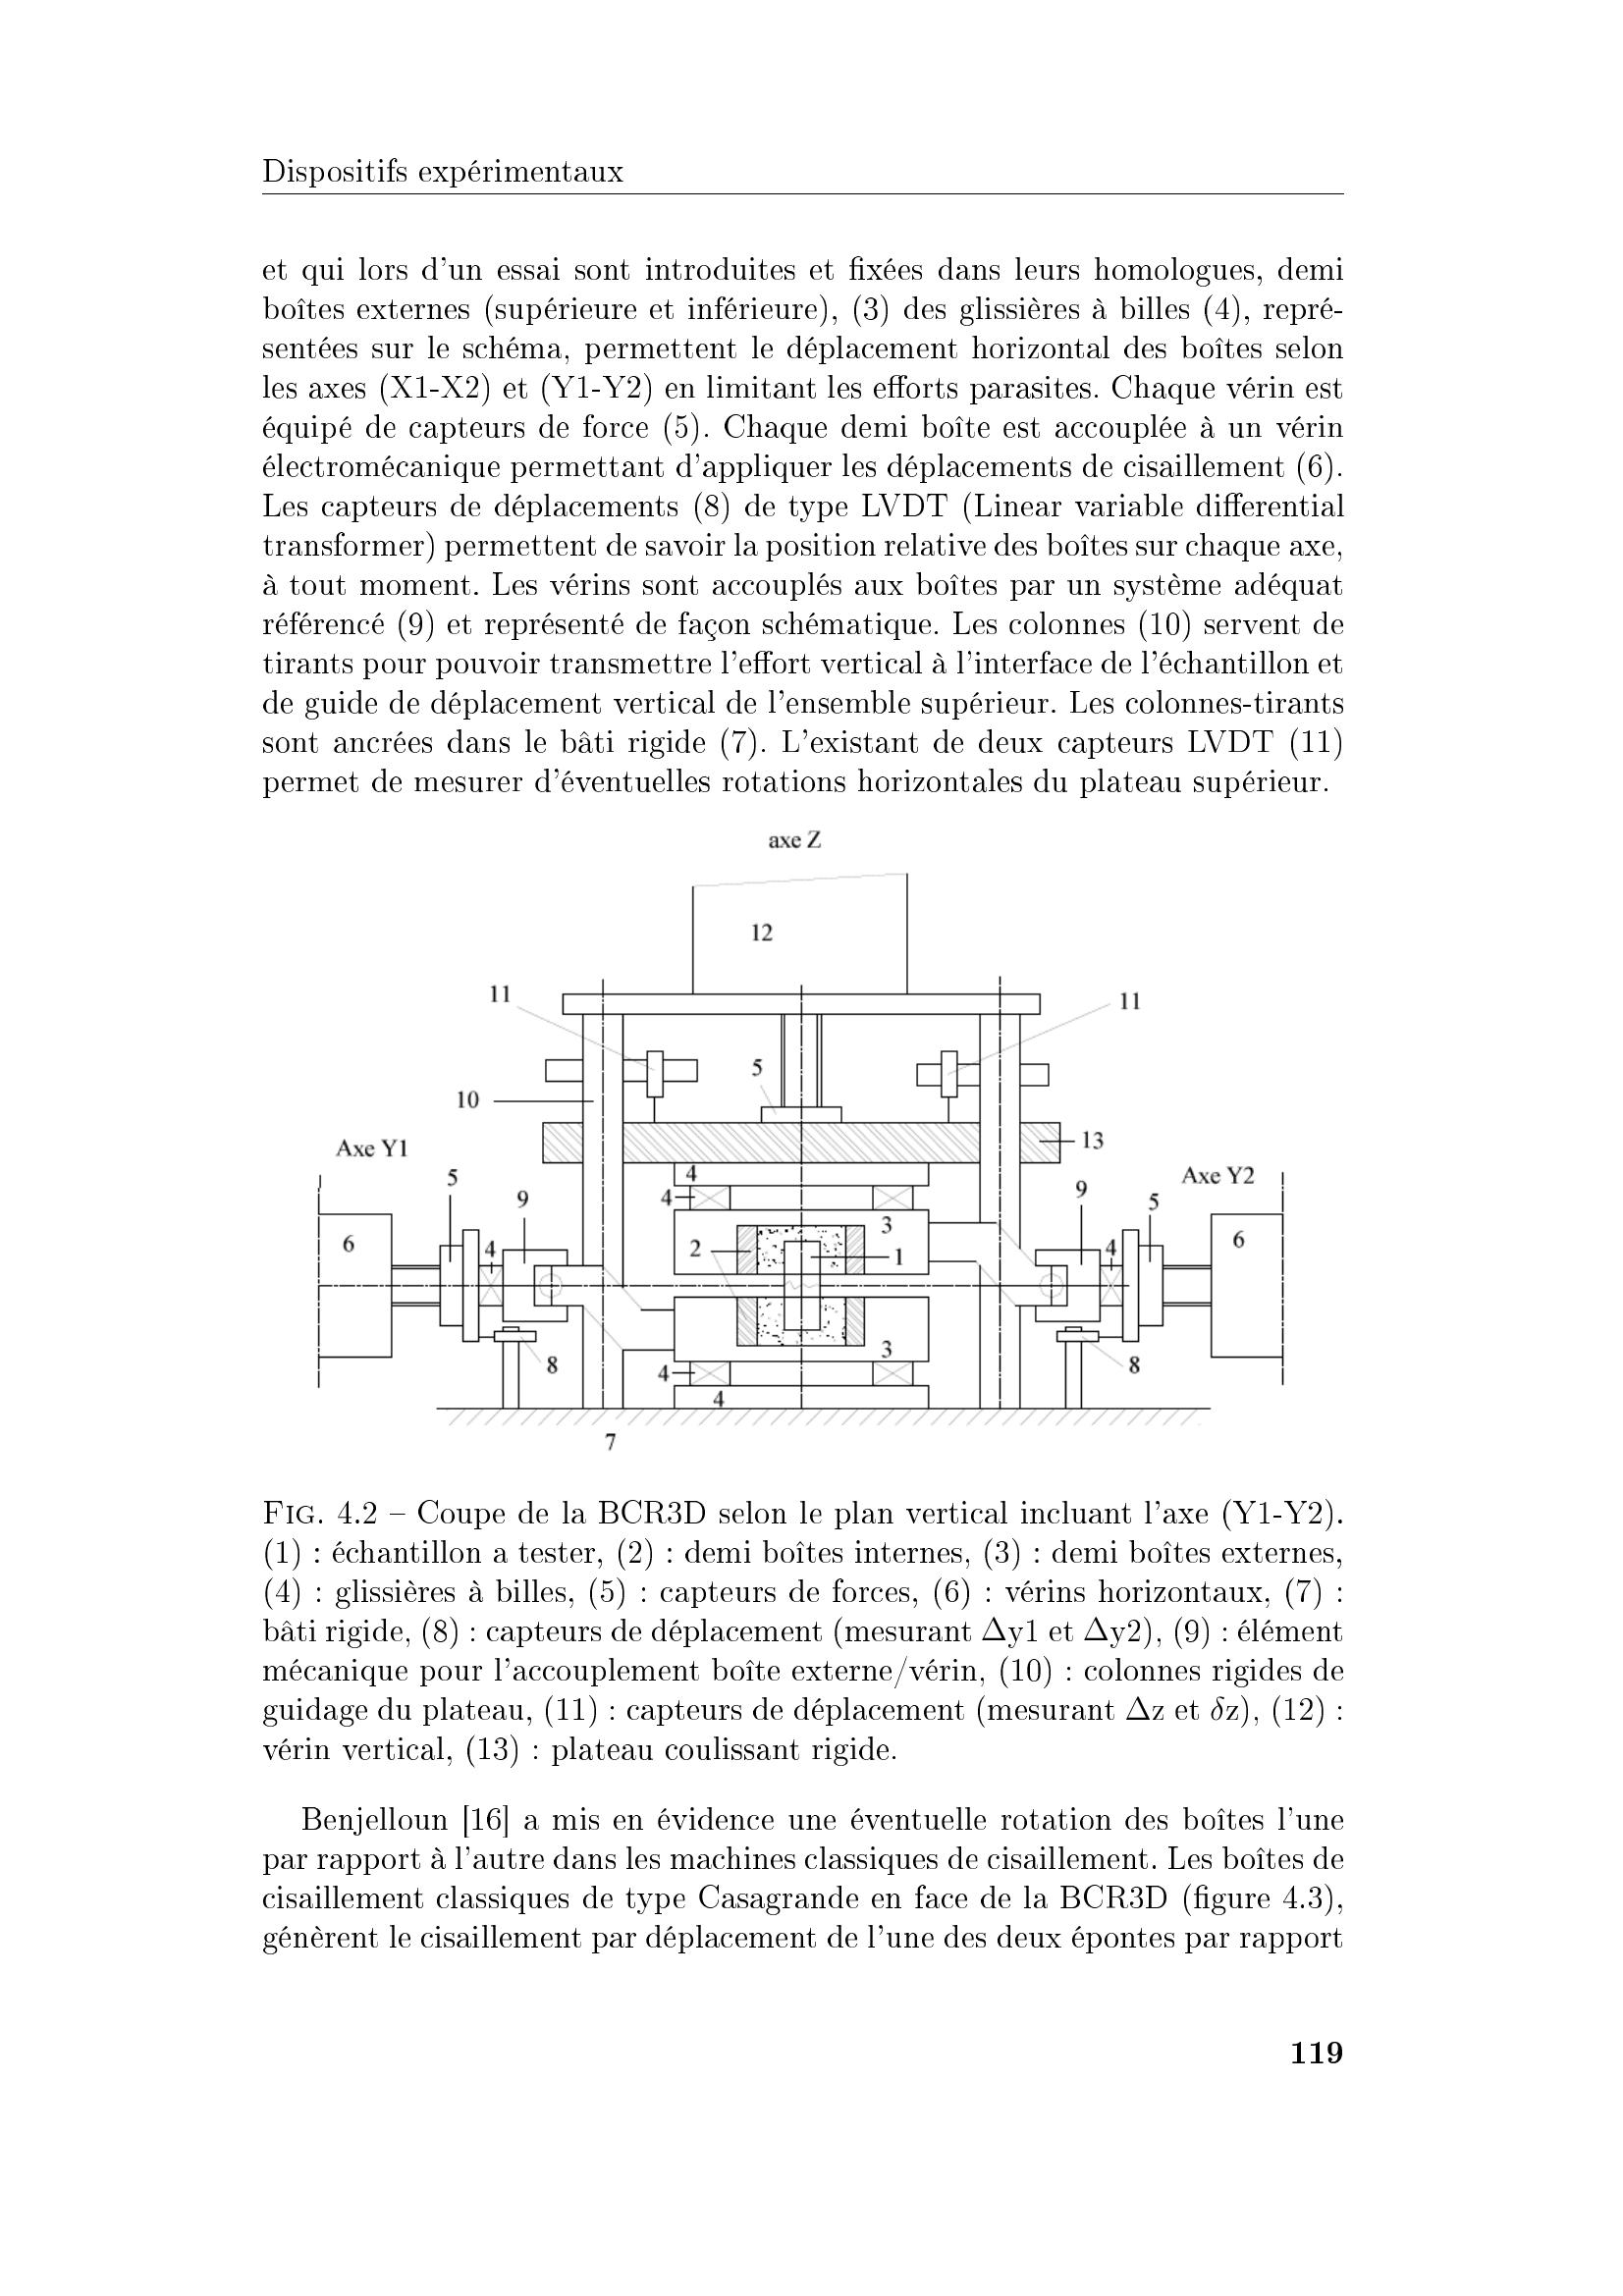 Dispositifs expérimentaux
et qui lors d'un essai sont introduites et fixées dans leurs homologues, demi
boîtes externes (supérieure et inférieure), (3) des glissières à billes (4), repré-
sentées sur le schéma, permettent le déplacement horizontal des boîtes selon
les axes (X1-X2) et (Y1-Y2) en limitant les efforts parasites. Chaque vérin est
équipé de capteurs de force (5). Chaque demi boîte est accouplée à un vérin
électromécanique permettant d'appliquer les déplacements de cisaillement (6).
Les capteurs de déplacements (8) de type LVDT (Linear variable differential
transformer) permettent de savoir la position relative des boîtes sur chaque axe,
à tout moment. Les vérins sont accouplés aux boîtes par un système adéquat
référencé (9) et représenté de façon schématique. Les colonnes (10) servent de
tirants pour pouvoir transmettre l'effort vertical à l'interface de l'échantillon et
de guide de déplacement vertical de l'ensemble supérieur. Les colonnes-tirants
sont ancrées dans le bâti rigide (7). L'existant de deux capteurs LVDT (11)
permet de mesurer d'éventuelles rotations horizontales du plateau supérieur.
axe Z
12
11
11
5
10
13
Axe Y1
4
Axe Y2
5
9
4
9
5
6
4
2
3
1
4
6
8
4
3
8
4
7
FIG. 4.2 – Coupe de la BCR3D selon le plan vertical incluant l'axe (Y1-Y2).
(1) : échantillon a tester, (2) : demi boîtes internes, (3) : demi boîtes externes,
(4) : glissières à billes, (5) : capteurs de forces, (6) : vérins horizontaux, (7) :
bâti rigide, (8) : capteurs de déplacement (mesurant Δy1 et Δy2), (9) : élément
mécanique pour l'accouplement boîte externe/vérin, (10) : colonnes rigides de
guidage du plateau, (11) : capteurs de déplacement (mesurant Δz et δz), (12) :
vérin vertical, (13) : plateau coulissant rigide.
Benjelloun [16] a mis en évidence une éventuelle rotation des boîtes l'une
par rapport à l'autre dans les machines classiques de cisaillement. Les boîtes de
cisaillement classiques de type Casagrande en face de la BCR3D (figure 4.3),
génèrent le cisaillement par déplacement de l'une des deux épontes par rapport
119